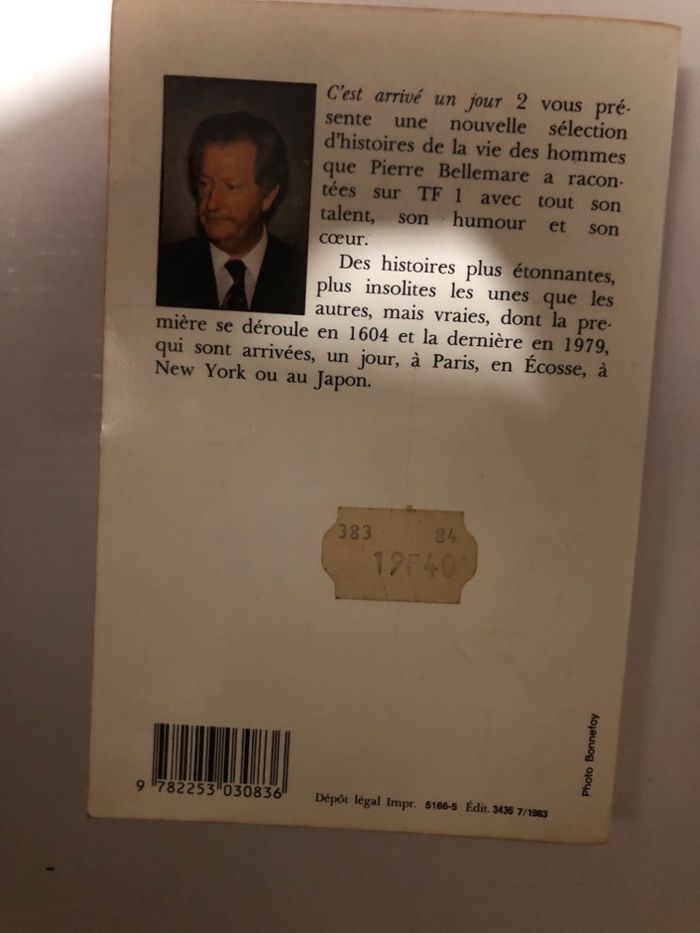 C'est arrivé un jour 2 vous pré-
sente une nouvelle sélection
d'histoires de la vie des hommes
que Pierre Bellemare a racon-
tées sur TF 1 avec tout son
talent, son humour et son
cœur.
Des histoires plus étonnantes,
plus insolites les unes que les
autres, mais vraies, dont la pre-
mière se déroule en 1604 et la dernière en 1979,
qui sont arrivées, un jour, à Paris, en Écosse, à
New York ou au Japon.
383 84
19F40
Photo Bonnefoy
9 782253 030836
Dépôt légal Impr. 5166-5 Édit. 3436 7/1983